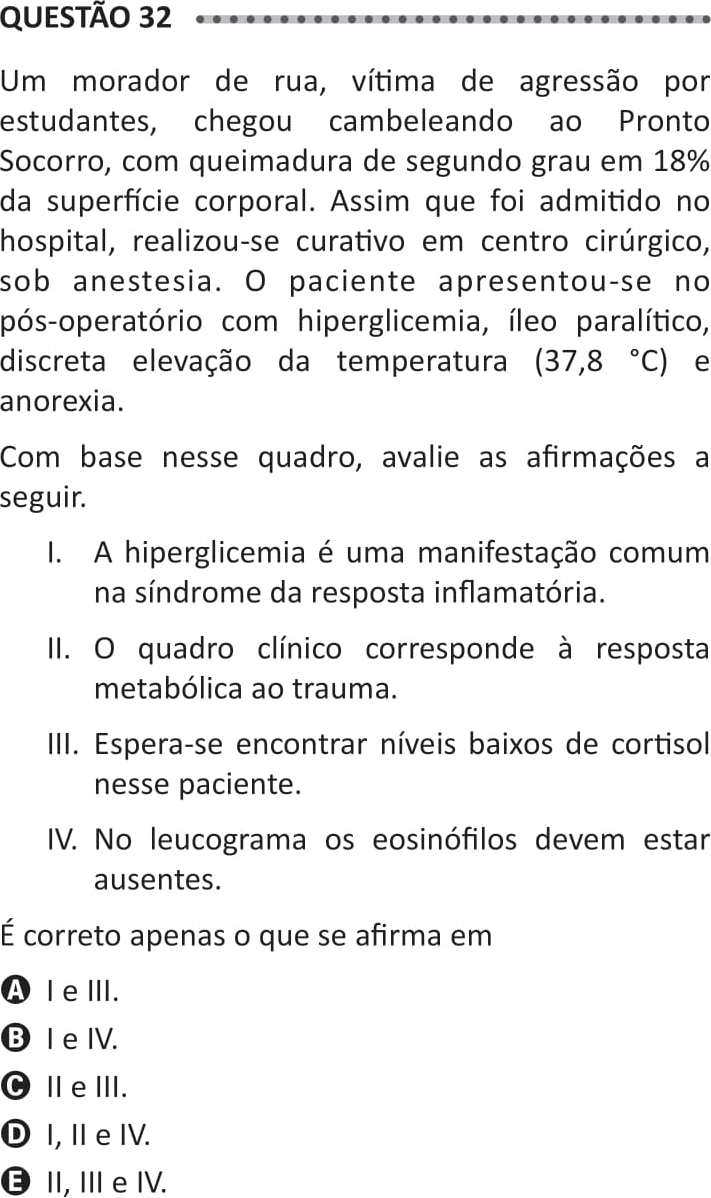 QUESTÃO 32
Um morador de rua, vítima de agressão por
estudantes, chegou cambeleando ao Pronto
Socorro, com queimadura de segundo grau em 18%
da superfície corporal. Assim que foi admitido no
hospital, realizou-se curativo em centro cirúrgico,
sob anestesia. O paciente apresentou-se no
pós-operatório com hiperglicemia, íleo paralítico,
discreta elevação da temperatura (37,8 °C) e
anorexia.
Com base nesse quadro, avalie as afirmações a
seguir.
I. A hiperglicemia é uma manifestação comum
na síndrome da resposta inflamatória.
II. O quadro clínico corresponde à resposta
metabólica ao trauma.
III. Espera-se encontrar níveis baixos de cortisol
nesse paciente.
IV. No leucograma os eosinófilos devem estar
ausentes.
É correto apenas o que se afirma em
A I e III.
B I e IV.
C II e III.
D I, II e IV.
E II, III e IV.